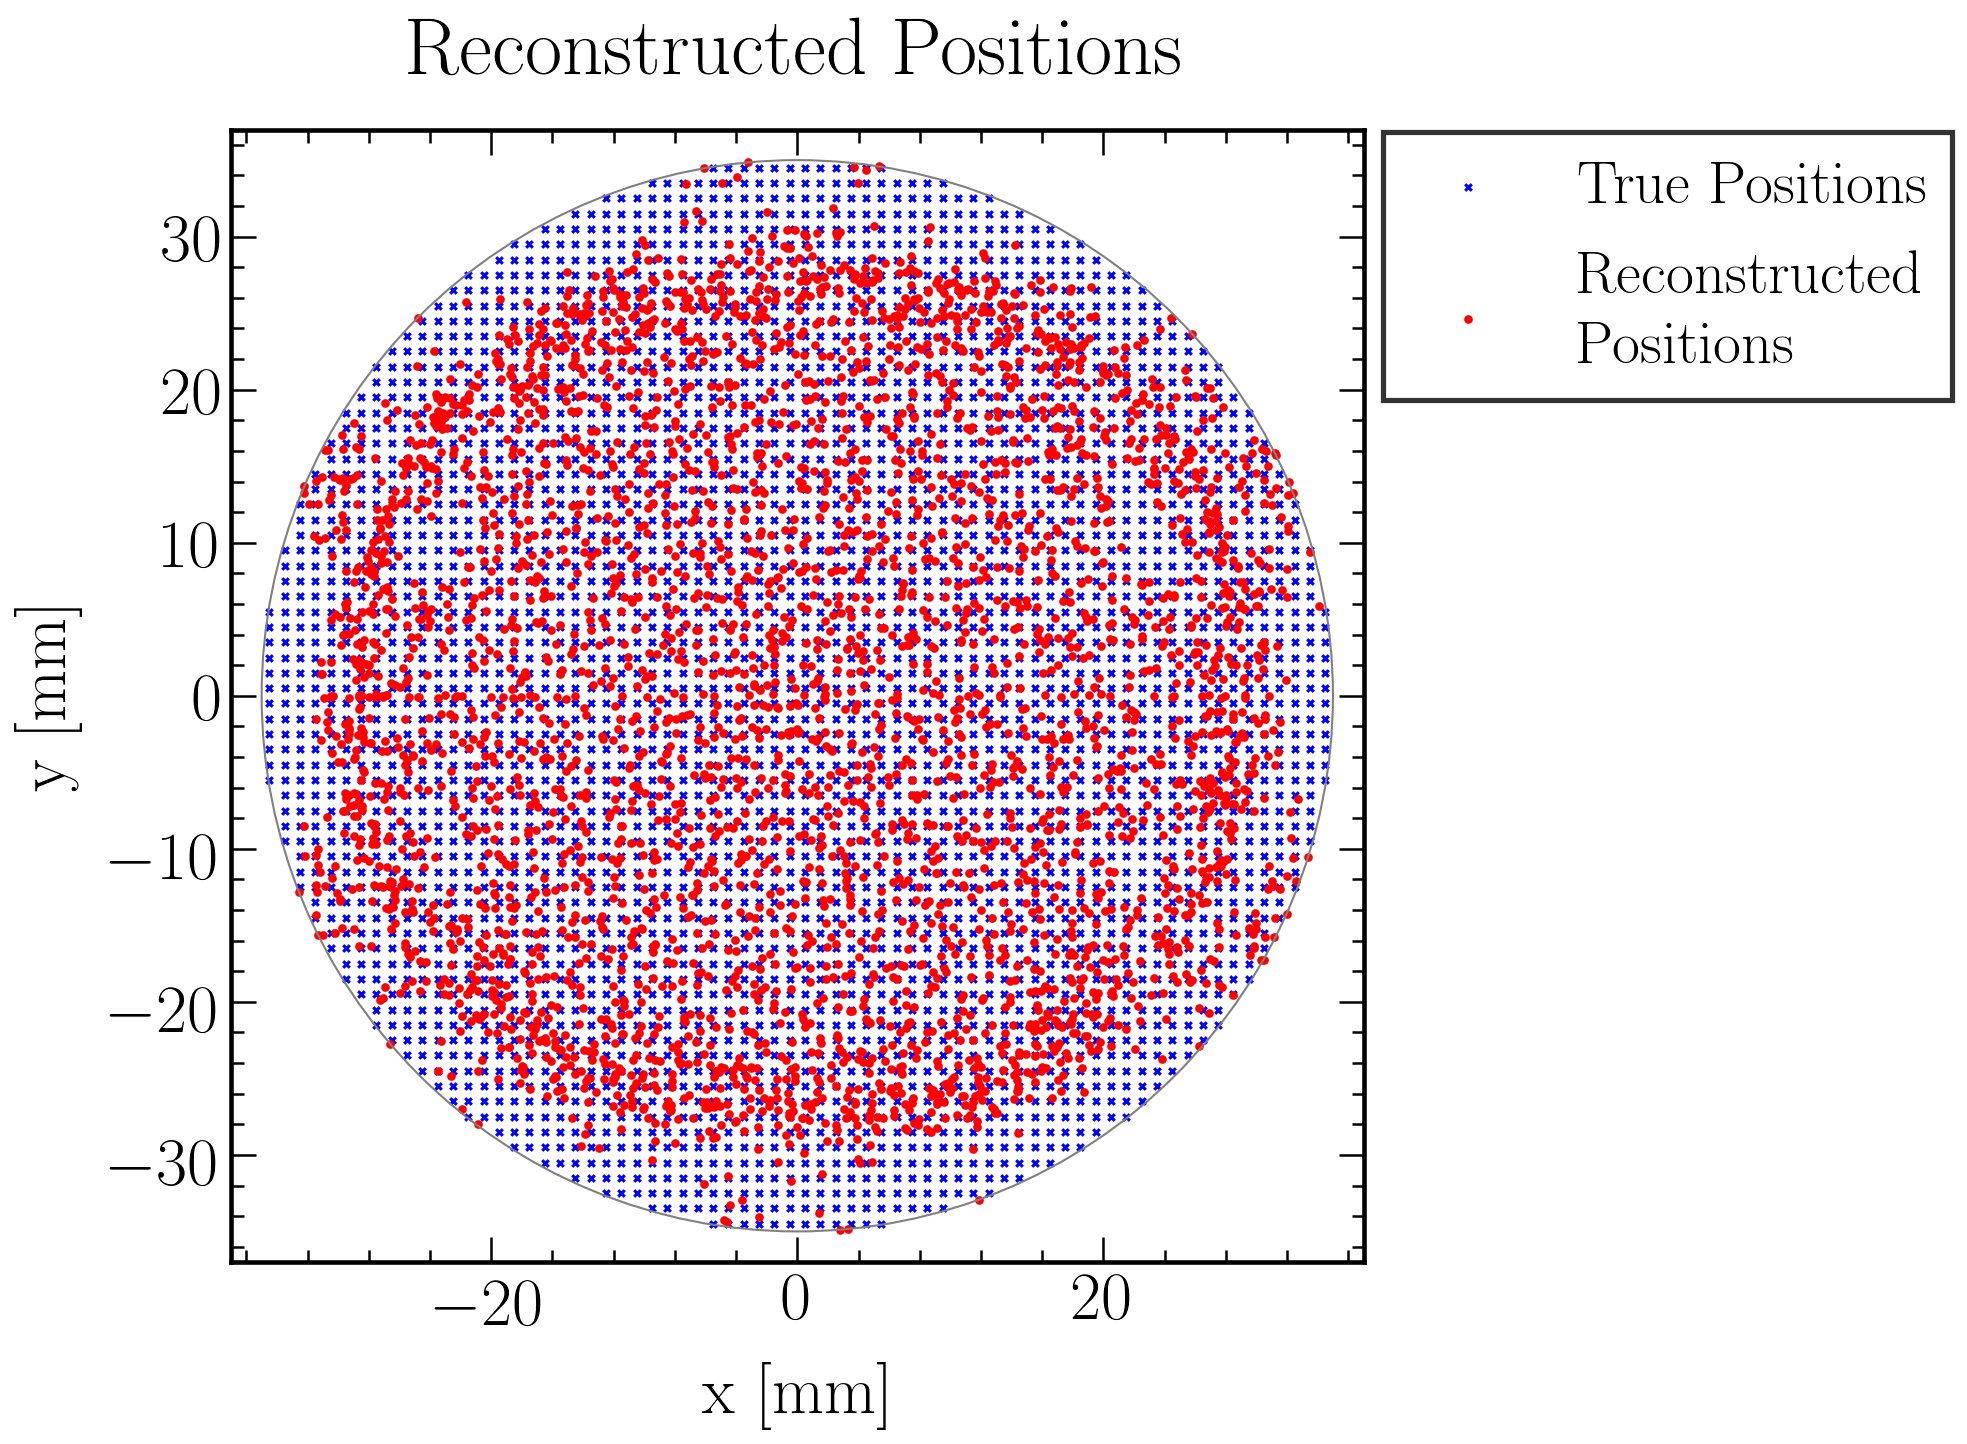 Reconstructed Positions
True Positions
Reconstructed
Positions
30
20
10
0
−10
−20
−30
y [mm]
−20 0 20
x [mm]